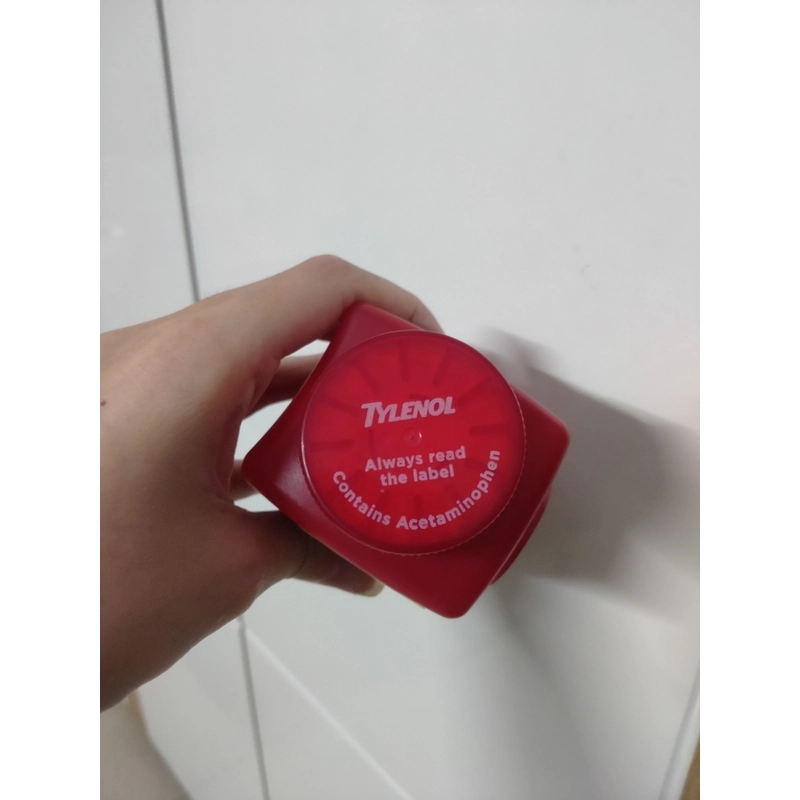 TYLENOL
Always read
the label
Contains Acetaminophen